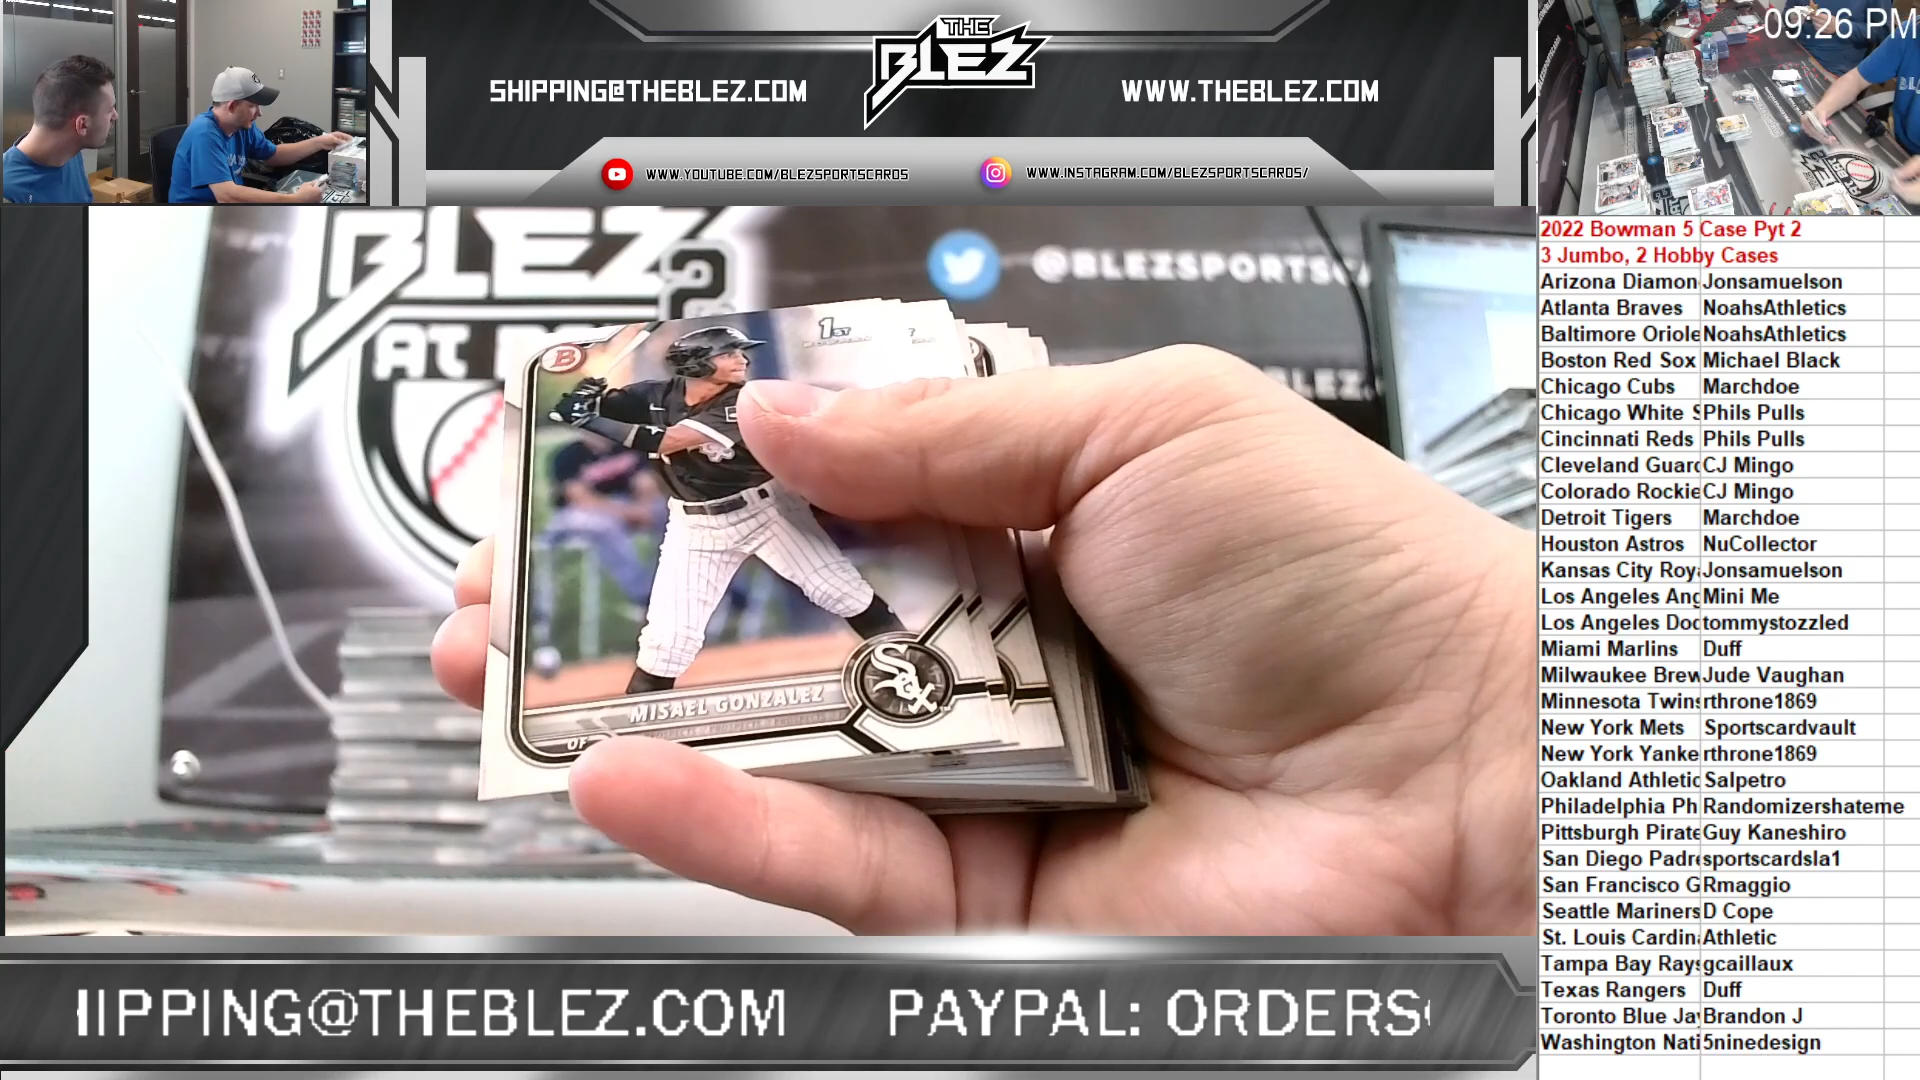 09:26 PM
THE
BLEZ
SHIPPING@THEBLEZ.COM
WWW.THEBLEZ.COM
WWW.YOUTUBE.COM/BLEZSPORTSCARDS
WWW.INSTAGRAM.COM/BLEZSPORTSCARDS/
BLEZ
@BLEZSPORTSCA
AT
1ST
B
MISAEL GONZALEZ
OF
SOX
IIPPING@THEBLEZ.COM
PAYPAL: ORDERS
2022 Bowman 5 Case Pyt 2
3 Jumbo, 2 Hobby Cases
Arizona Diamon Jonsamuelson
Atlanta Braves NoahsAthletics
Baltimore Oriole NoahsAthletics
Boston Red Sox Michael Black
Chicago Cubs Marchdoe
Chicago White S Phils Pulls
Cincinnati Reds Phils Pulls
Cleveland Guard CJ Mingo
Colorado Rockie CJ Mingo
Detroit Tigers Marchdoe
Houston Astros NuCollector
Kansas City Roya Jonsamuelson
Los Angeles Ang Mini Me
Los Angeles Dod tommystozzled
Miami Marlins Duff
Milwaukee Brew Jude Vaughan
Minnesota Twins rthrone1869
New York Mets Sportscardvault
New York Yanke rthrone1869
Oakland Athletic Salpetro
Philadelphia Ph Randomizershateme
Pittsburgh Pirate Guy Kaneshiro
San Diego Padre sportscardsla1
San Francisco G Rmaggio
Seattle Mariners D Cope
St. Louis Cardina Athletic
Tampa Bay Rays gcaillaux
Texas Rangers Duff
Toronto Blue Jay Brandon J
Washington Nati 5ninedesign